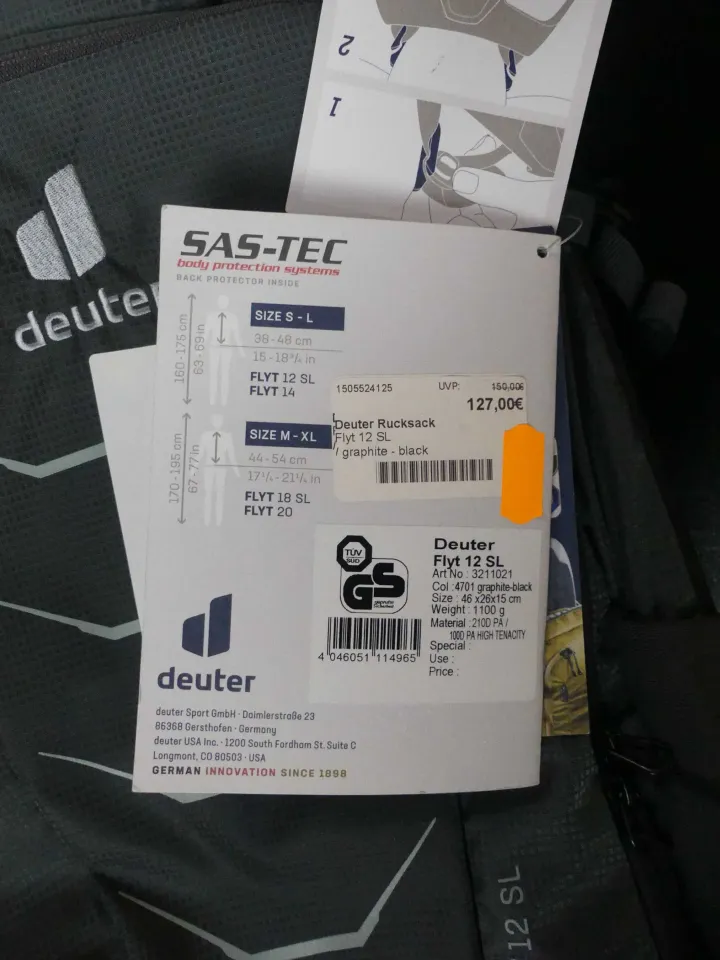 2
1
deuter
SAS-TEC
body protection systems
BACK PROTECTOR INSIDE
160-175 cm
63-69 in
SIZE S - L
38-48 cm
15-18¾ in
FLYT 12 SL
FLYT 14
170-195 cm
67-77 in
SIZE M - XL
44-54 cm
17¼-21¼ in
FLYT 18 SL
FLYT 20
1505524125 UVP: 150,00€
127,00€
Deuter Rucksack
Flyt 12 SL
/ graphite - black
TÜV
SÜD
GS
4 046051 114965
Deuter
Flyt 12 SL
Art No : 3211021
Col :4701 graphite-black
Size : 46 x26x15 cm
Weight : 1100 g
Material :210D PA /
100D PA HIGH TENACITY
Special :
Use :
Price :
deuter
deuter Sport GmbH · Daimlerstraße 23
86368 Gersthofen · Germany
deuter USA Inc. · 1200 South Fordham St. Suite C
Longmont, CO 80503 · USA
GERMAN INNOVATION SINCE 1898
12 SL